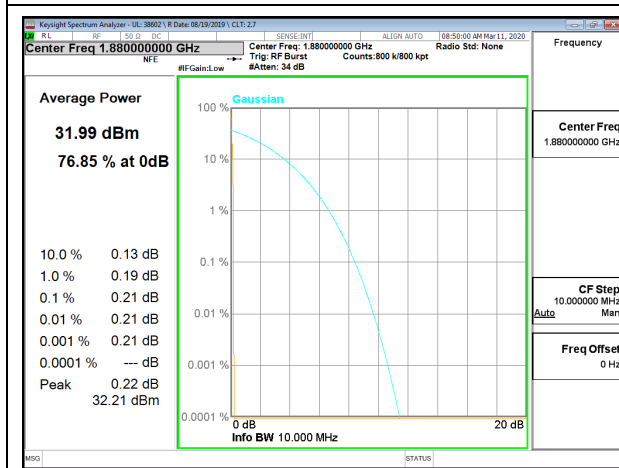 Keysight Spectrum Analyzer - UL: 38602 \ R Date: 08/19/2019 \ CLT: 2.7
RL RF 50 Ω DC SENSE:INT ALIGN AUTO 08:50:00 AM Mar 11, 2020
Center Freq 1.880000000 GHz
Center Freq: 1.880000000 GHz Radio Std: None
NFE
Trig: RF Burst Counts:800 k/800 kpt
#IFGain:Low #Atten: 34 dB
Frequency
Average Power
31.99 dBm
76.85 % at 0dB
10.0 % 0.13 dB
1.0 % 0.19 dB
0.1 % 0.21 dB
0.01 % 0.21 dB
0.001 % 0.21 dB
0.0001 % --- dB
Peak 0.22 dB
32.21 dBm
Gaussian
100 %
10 %
1 %
0.1 %
0.01 %
0.001 %
0.0001 %
0 dB 20 dB
Info BW 10.000 MHz
Center Freq
1.880000000 GHz
CF Step
10.000000 MHz
Auto Man
Freq Offset
0 Hz
MSG STATUS